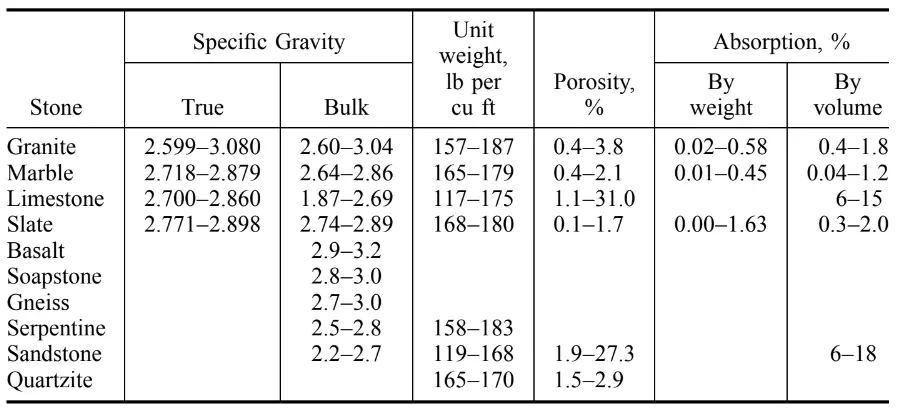 Stone Specific Gravity Unit weight, lb per cu ft Porosity, % Absorption, %
True Bulk By weight By volume
Granite 2.599–3.080 2.60–3.04 157–187 0.4–3.8 0.02–0.58 0.4–1.8
Marble 2.718–2.879 2.64–2.86 165–179 0.4–2.1 0.01–0.45 0.04–1.2
Limestone 2.700–2.860 1.87–2.69 117–175 1.1–31.0 6–15
Slate 2.771–2.898 2.74–2.89 168–180 0.1–1.7 0.00–1.63 0.3–2.0
Basalt 2.9–3.2
Soapstone 2.8–3.0
Gneiss 2.7–3.0
Serpentine 2.5–2.8 158–183
Sandstone 2.2–2.7 119–168 1.9–27.3 6–18
Quartzite 165–170 1.5–2.9